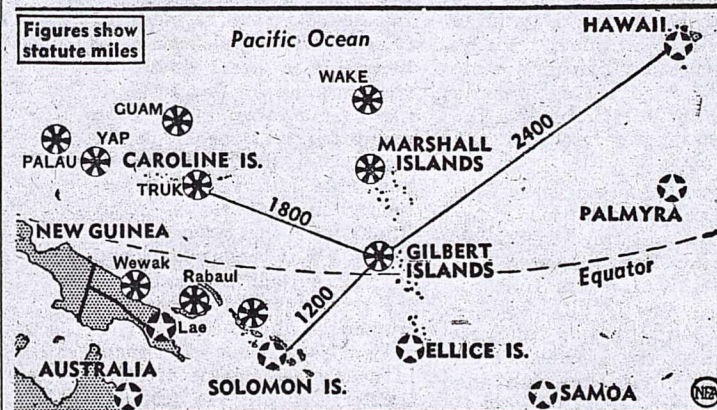 Figures show
statute miles
Pacific Ocean
HAWAII
WAKE
GUAM
YAP
PALAU
CAROLINE IS.
TRUK
MARSHALL
ISLANDS
2400
1800
PALMYRA
NEW GUINEA
GILBERT
ISLANDS
Equator
Wewak
Rabaul
1200
Lae
AUSTRALIA
SOLOMON IS.
ELLICE IS.
SAMOA
NEA